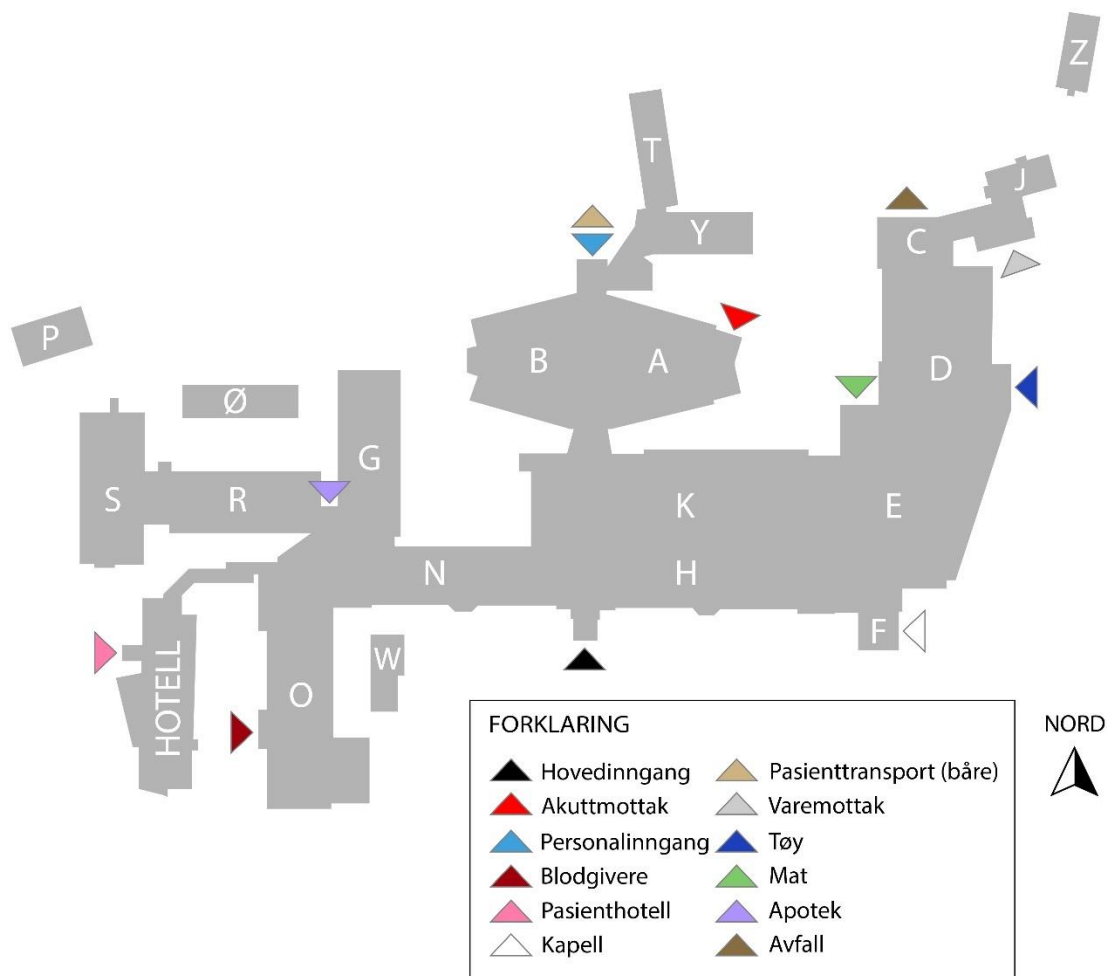 Z
T
J
Y
C
P
B
A
D
Ø
G
S
R
K
E
N
H
F
HOTELL
W
O
FORKLARING
NORD
Hovedinngang
Pasienttransport (båre)
Akuttmottak
Varemottak
Personalinngang
Tøy
Blodgivere
Mat
Pasienthotell
Apotek
Kapell
Avfall